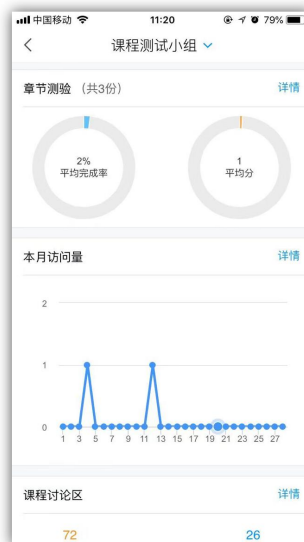 中国移动 11:20 79%
课程测试小组
章节测验 （共3份） 详情
2% 1
平均完成率 平均分
本月访问量 详情
2
1
0
1 3 5 7 9 11 13 15 17 19 21 23 25 27
课程讨论区 详情
72 26